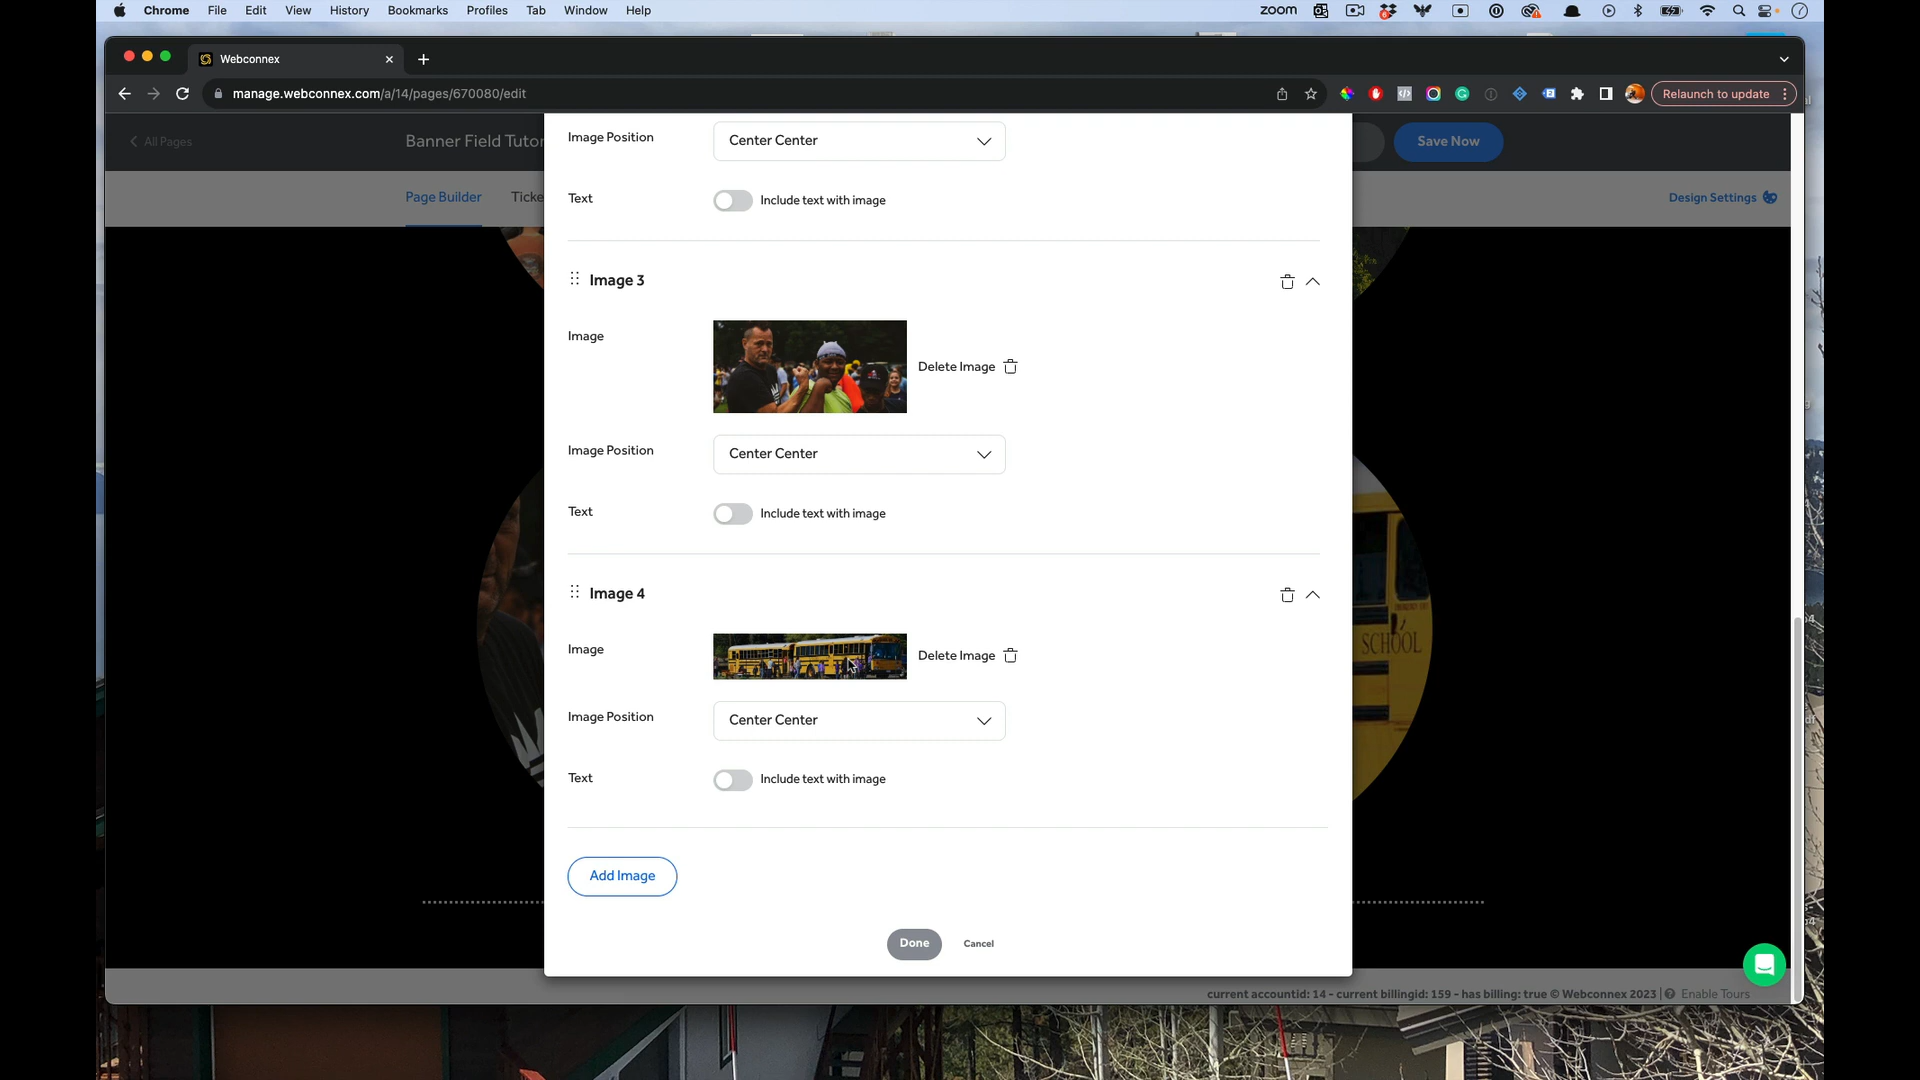 Chrome File Edit View History Bookmarks Profiles Tab Window Help zoom
Webconnex
manage.webconnex.com/a/14/pages/670080/edit Relaunch to update
All Pages Banner Field Tutor Save Now
Page Builder Ticke Design Settings
Image Position Center Center
Text Include text with image
Image 3
Image Delete Image
Image Position Center Center
Text Include text with image
Image 4
Image Delete Image
Image Position Center Center
Text Include text with image
SCHOOL
Add Image
Done Cancel
current accountid: 14 - current billingid: 159 - has billing: true © Webconnex 2023 | Enable Tours